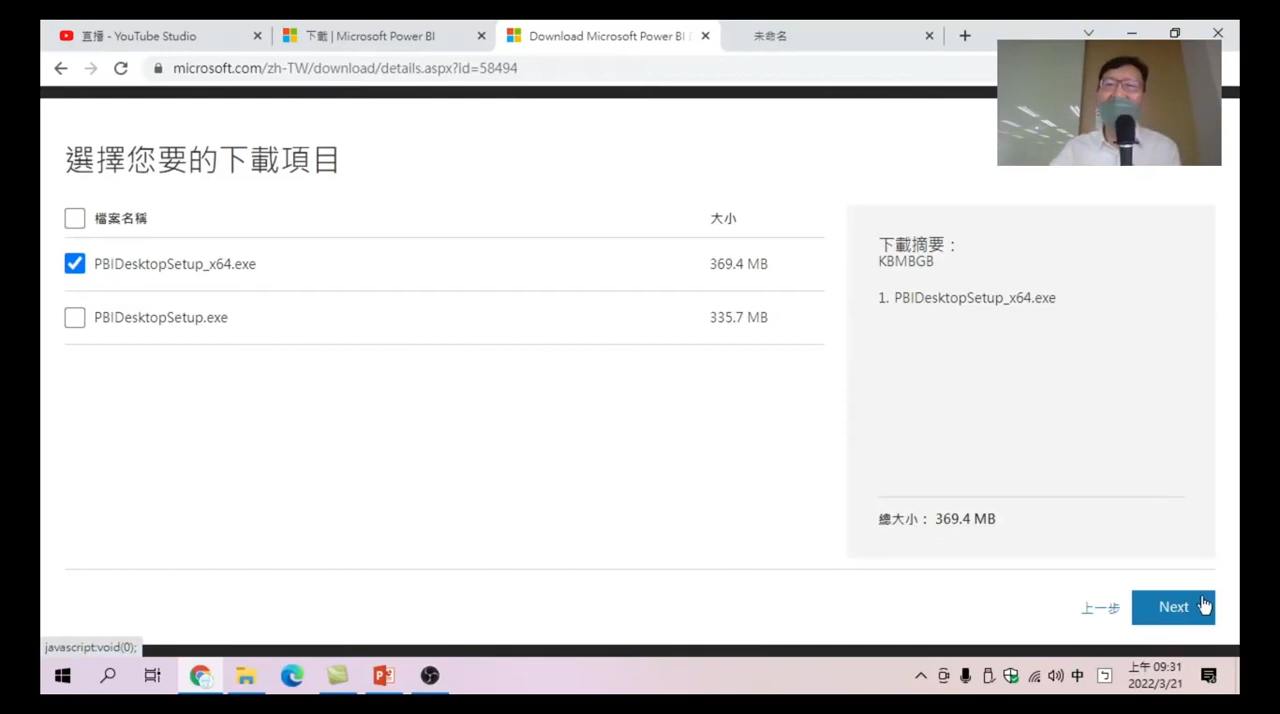 直播 - YouTube Studio
下載 | Microsoft Power BI
Download Microsoft Power BI
未命名
microsoft.com/zh-TW/download/details.aspx?id=58494
選擇您要的下載項目
檔案名稱 大小
PBIDesktopSetup_x64.exe 369.4 MB
PBIDesktopSetup.exe 335.7 MB
下載摘要：
KBMBGB
1. PBIDesktopSetup_x64.exe
總大小： 369.4 MB
上一步
Next
javascript:void(0);
中
上午 09:31
2022/3/21